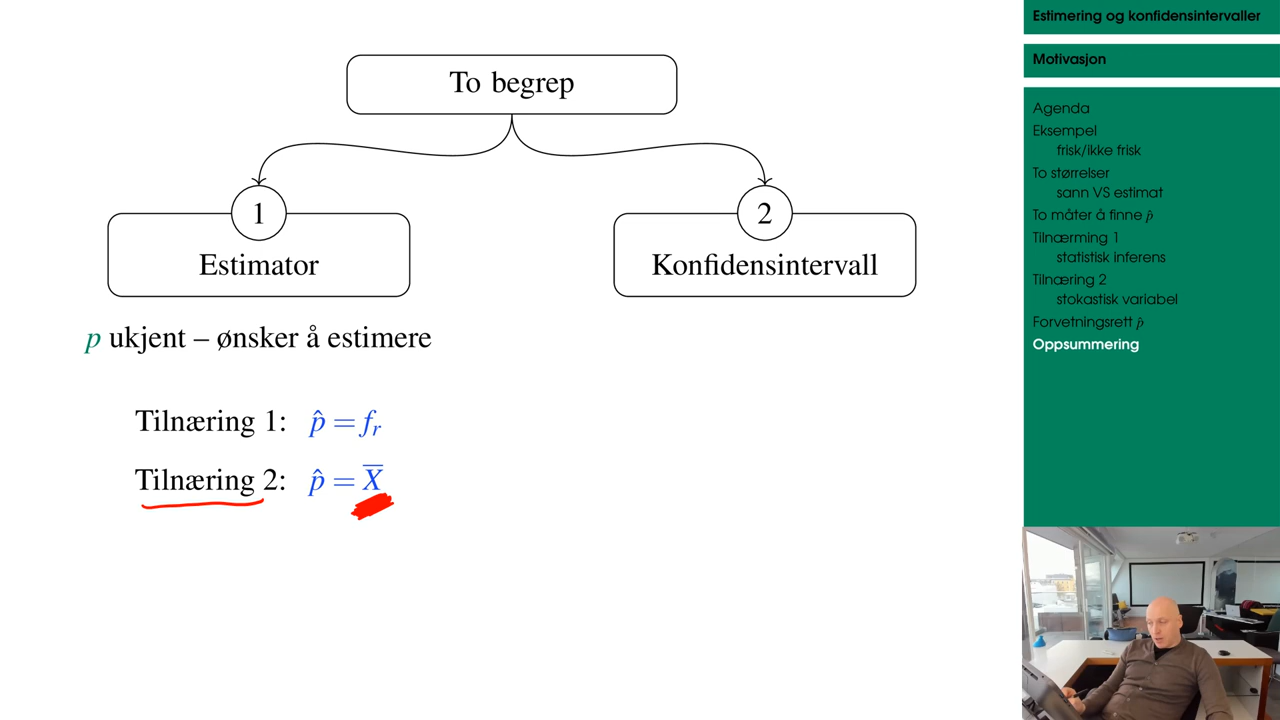 To begrep
1
2
Estimator
Konfidensintervall
p ukjent – ønsker å estimere
Tilnæring 1: p̂ = fᵣ
Tilnæring 2: p̂ = X̅
Estimering og konfidensintervaller
Motivasjon
Agenda
Eksempel
frisk/ikke frisk
To størrelser
sann VS estimat
To måter å finne p̂
Tilnærming 1
statistisk inferens
Tilnæring 2
stokastisk variabel
Forvetningsrett p̂
Oppsummering